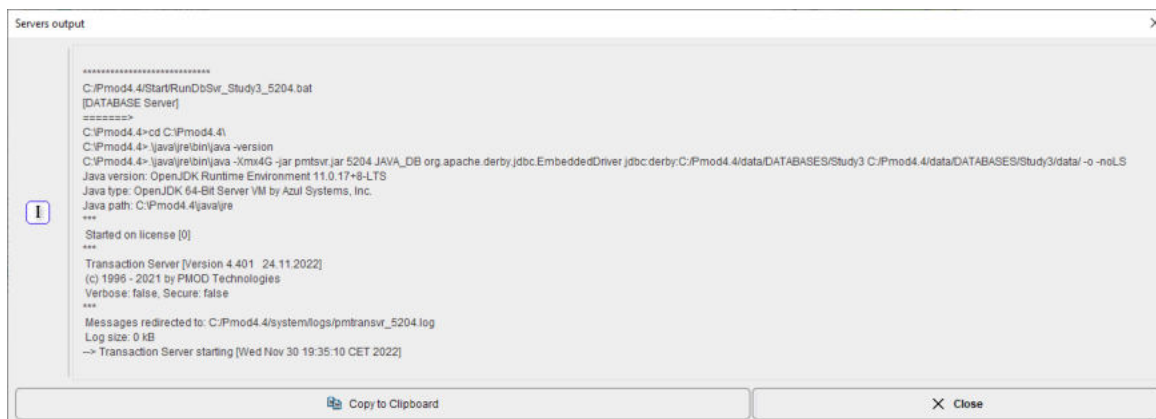 Servers output
****************************
C:/Pmod4.4/Start/RunDbSvr_Study3_5204.bat
[DATABASE Server]
=======>
C:\Pmod4.4>cd C:\Pmod4.4\
C:\Pmod4.4>.\java\jre\bin\java -version
C:\Pmod4.4>.\java\jre\bin\java -Xmx4G -jar pmtsvr.jar 5204 JAVA_DB org.apache.derby.jdbc.EmbeddedDriver jdbc:derby:C:/Pmod4.4/data/DATABASES/Study3 C:/Pmod4.4/data/DATABASES/Study3/data/ -o -noLS
Java version: OpenJDK Runtime Environment 11.0.17+8-LTS
Java type: OpenJDK 64-Bit Server VM by Azul Systems, Inc.
Java path: C:\Pmod4.4\java\jre
***
Started on license [0]
***
Transaction Server [Version 4.401 24.11.2022]
(c) 1996 - 2021 by PMOD Technologies
Verbose: false, Secure: false
***
Messages redirected to: C:/Pmod4.4/system/logs/pmtransvr_5204.log
Log size: 0 kB
--> Transaction Server starting [Wed Nov 30 19:35:10 CET 2022]
Copy to Clipboard
Close